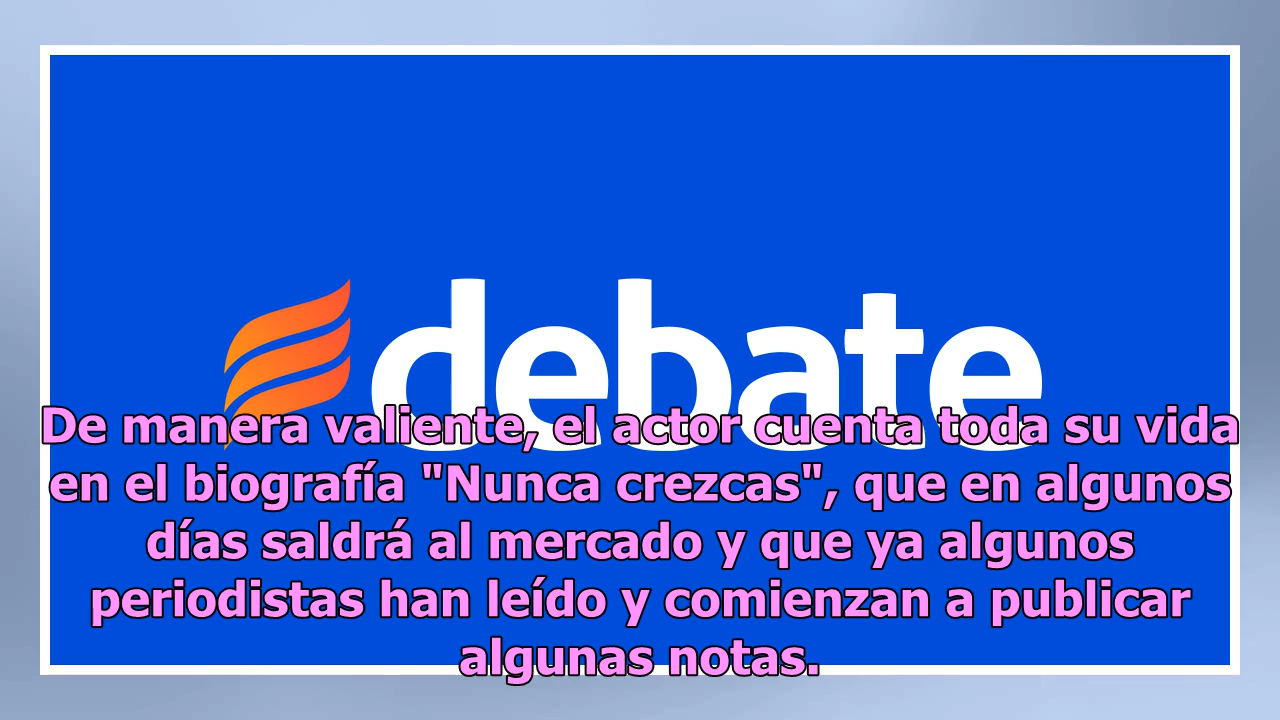 debate
De manera valiente, el actor cuenta toda su vida
en el biografía "Nunca crezcas", que en algunos
días saldrá al mercado y que ya algunos
periodistas han leído y comienzan a publicar
algunas notas.